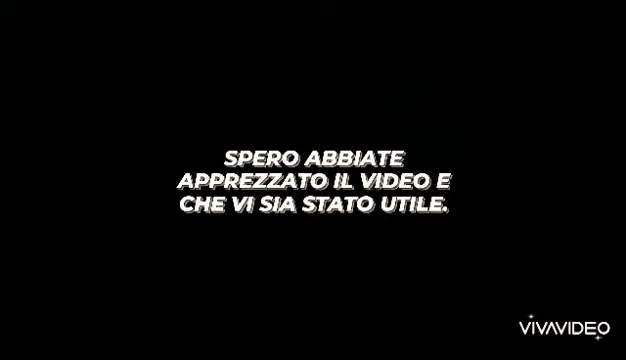 SPERO ABBIATE
APPREZZATO IL VIDEO E
CHE VI SIA STATO UTILE.
VIVAVIDEO